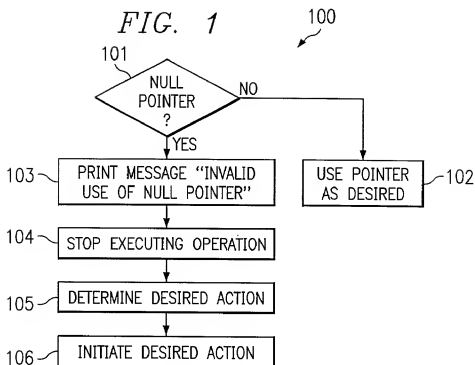 FIG. 1
100
101
NULL
POINTER
?
NO
YES
103
PRINT MESSAGE "INVALID
USE OF NULL POINTER"
USE POINTER
AS DESIRED
102
104
STOP EXECUTING OPERATION
105
DETERMINE DESIRED ACTION
106
INITIATE DESIRED ACTION